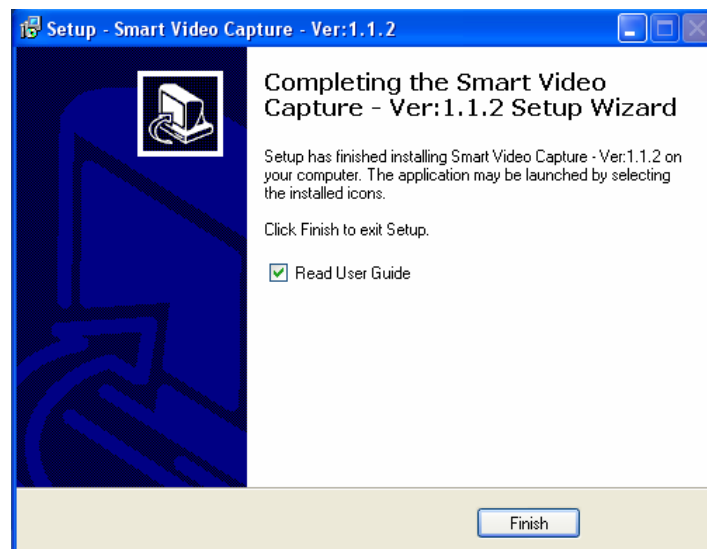 Setup - Smart Video Capture - Ver:1.1.2
Completing the Smart Video
Capture - Ver:1.1.2 Setup Wizard
Setup has finished installing Smart Video Capture - Ver:1.1.2 on
your computer. The application may be launched by selecting
the installed icons.
Click Finish to exit Setup.
Read User Guide
Finish